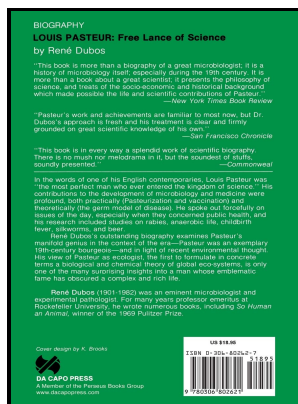 BIOGRAPHY
LOUIS PASTEUR: Free Lance of Science
by René Dubos
"This book is more than a biography of a great microbiologist; it is a
history of microbiology itself; especially during the 19th century. It is
more than a book about a great scientist; it presents the philosophy of
science, and treats of the socio-economic and historical background
which made possible the life and scientific contributions of Pasteur."
—New York Times Book Review
"Pasteur's work and achievements are familiar to most now, but Dr.
Dubos's approach is fresh and his treatment is clear and firmly
grounded on great scientific knowledge of his own."
—San Francisco Chronicle
"This book is in every way a splendid work of scientific biography.
There is no mush nor melodrama in it, but the soundest of stuffs,
soundly presented."
—Commonweal
In the words of one of his English contemporaries, Louis Pasteur was
"the most perfect man who ever entered the kingdom of science." His
contributions to the development of microbiology and medicine were
profound, both practically (Pasteurization and vaccination) and
theoretically (the germ model of disease). He spoke out forcefully on
issues of the day, especially when they concerned public health, and
his research included studies on rabies, anaerobic life, childbirth
fever, silkworms, and beer.
René Dubos's outstanding biography examines Pasteur's
manifold genius in the context of the era—Pasteur was an exemplary
19th-century bourgeois—and in light of recent environmental thought.
His view of Pasteur as ecologist, the first to formulate in concrete
terms a biological and chemical theory of global eco-systems, is only
one of the many surprising insights into a man whose emblematic
fame has obscured a complex and rich life.
René Dubos (1901-1982) was an eminent microbiologist and
experimental pathologist. For many years professor emeritus at
Rockefeller University, he wrote numerous books, including So Human
an Animal, winner of the 1969 Pulitzer Prize.
Cover design by K. Brooks
DA CAPO PRESS
A Member of the Perseus Books Group
www.dacapopress.com
US $18.95
ISBN 0-306-80262-7
51895
9 780306 802621